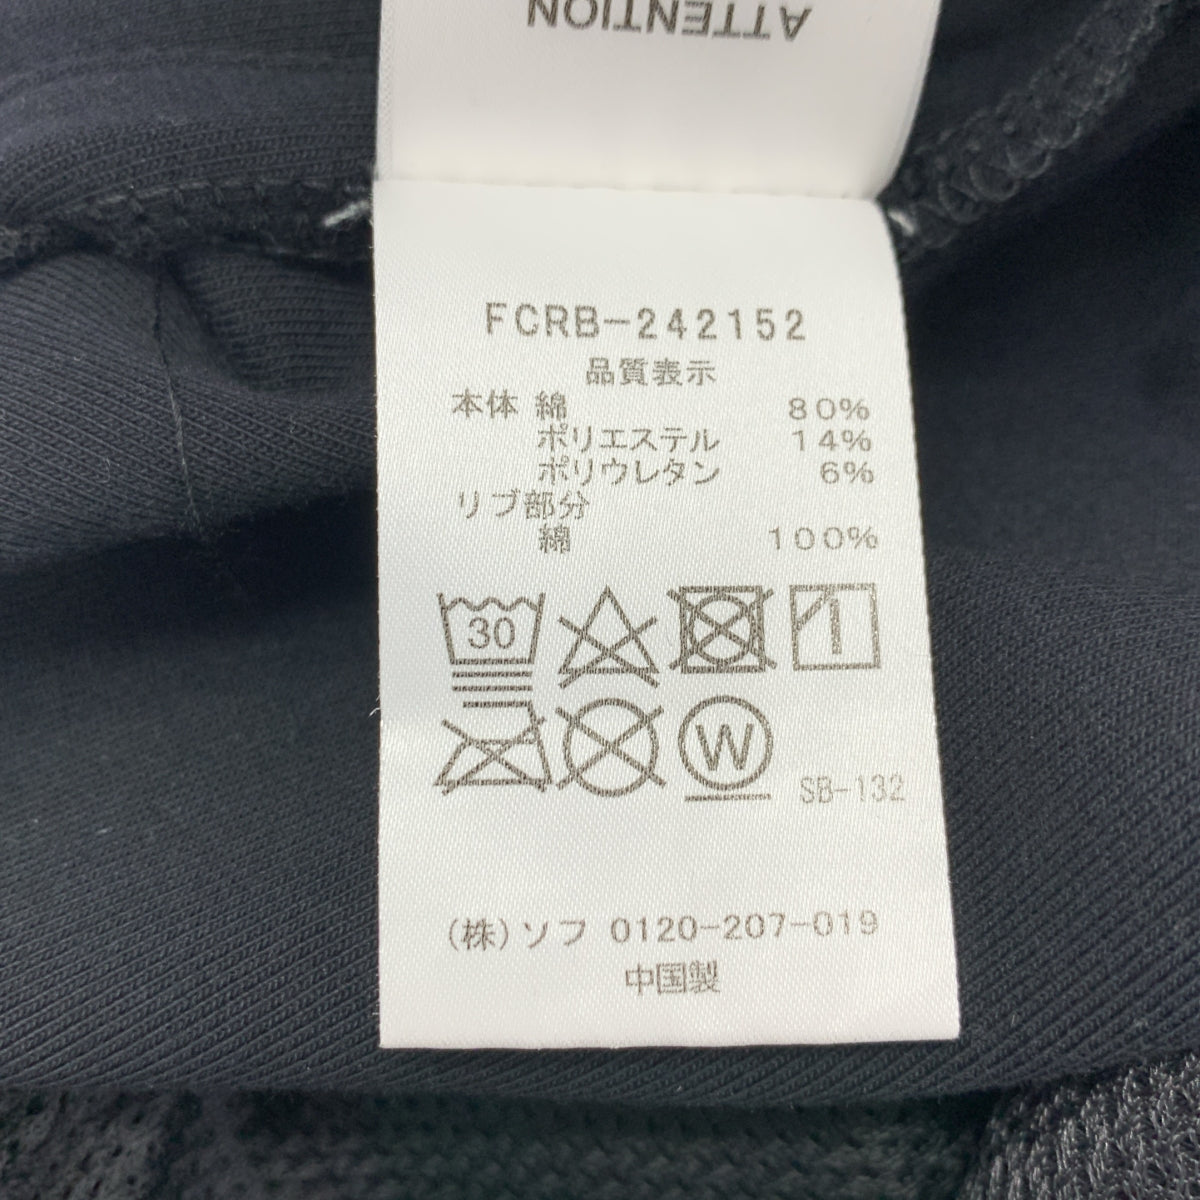 ATTENTION
FCRB-242152
品質表示
本体 綿 80%
ポリエステル 14%
ポリウレタン 6%
リブ部分
綿 100%
30
W
SB-132
(株)ソフ 0120-207-019
中国製